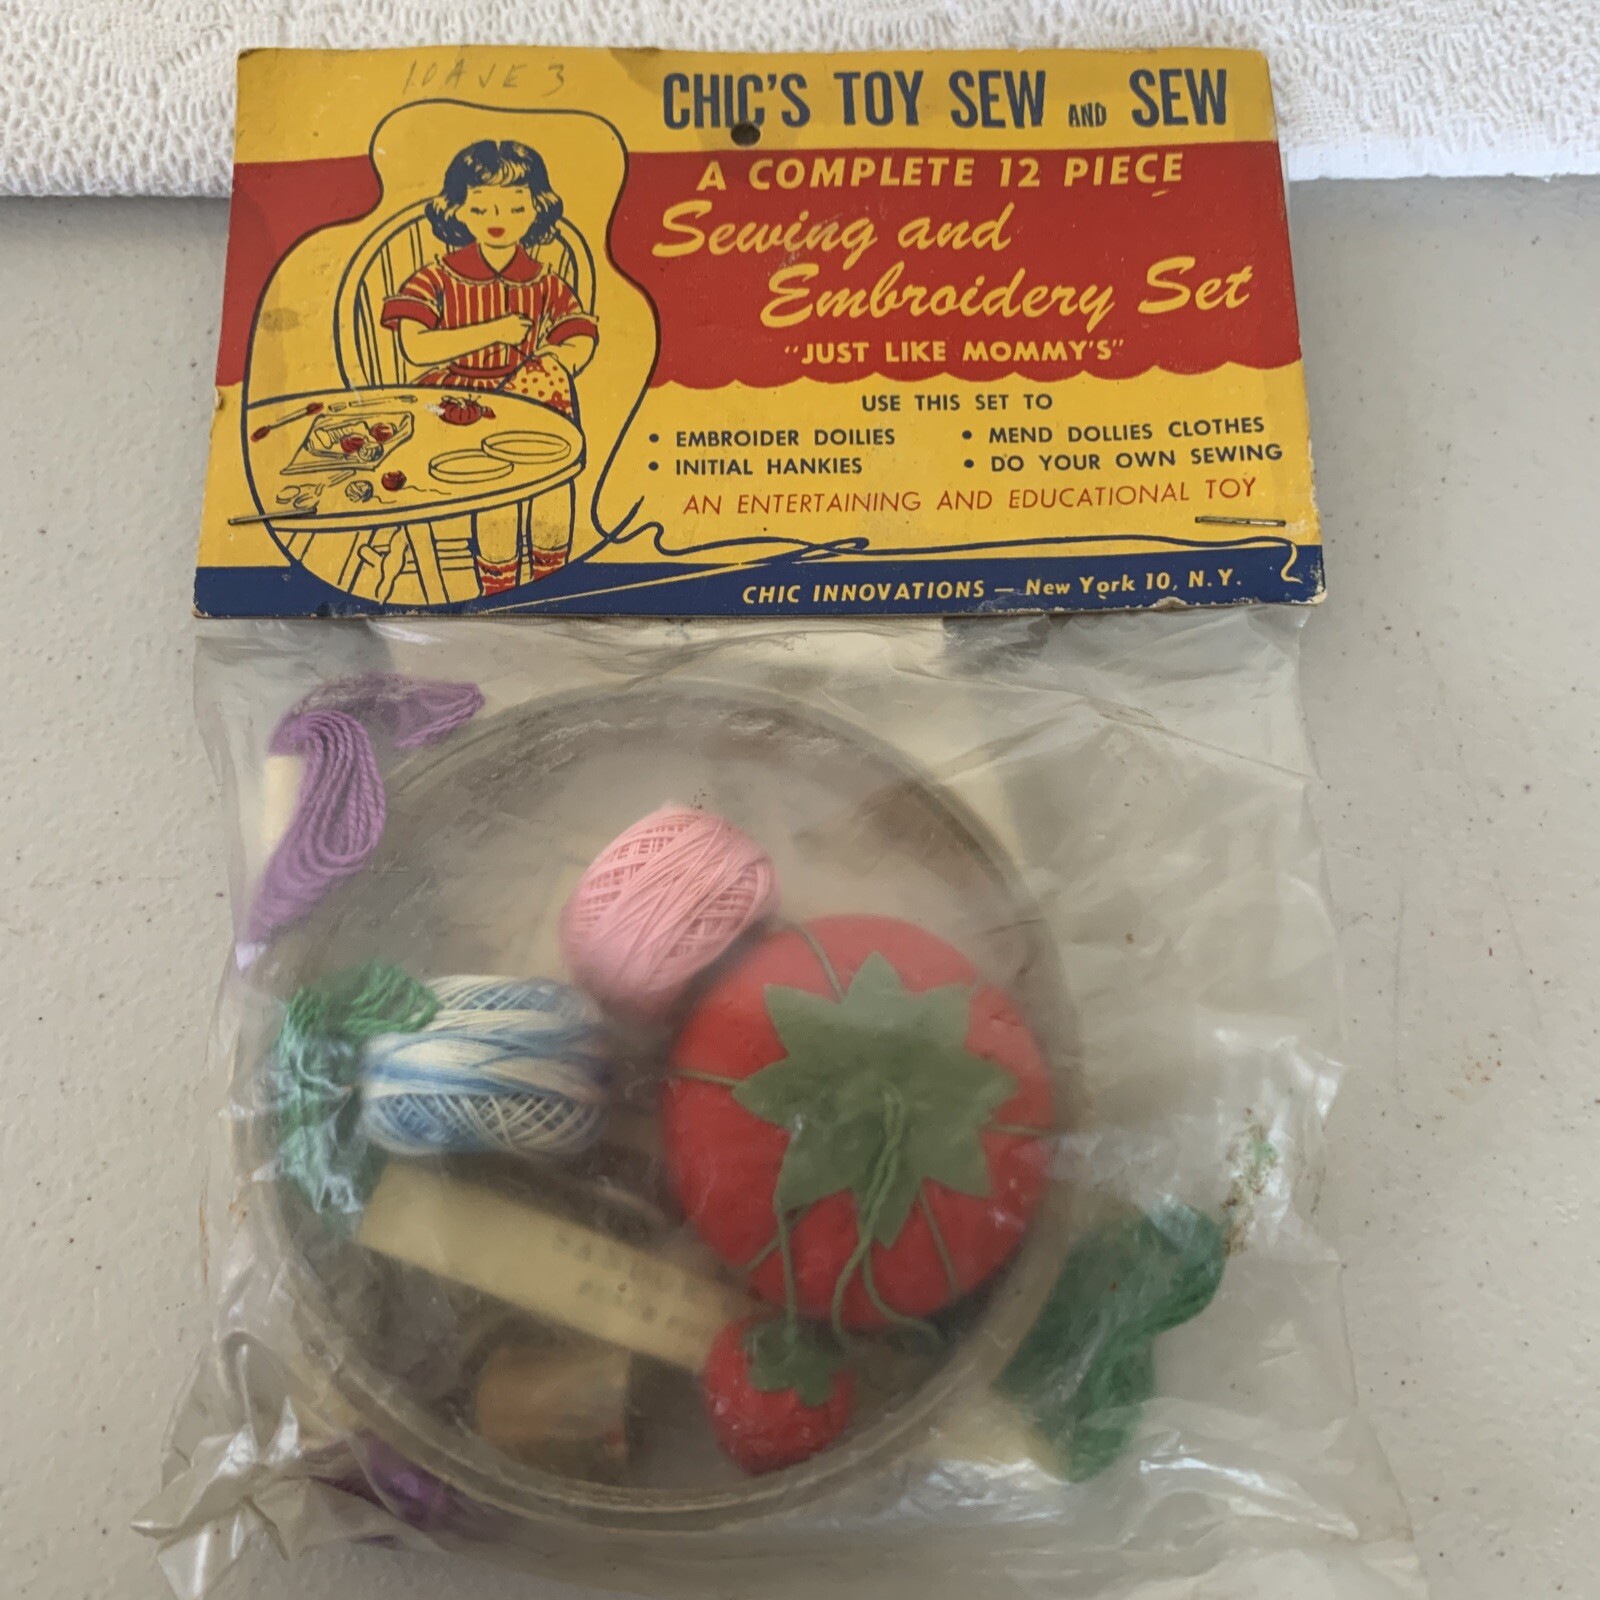 CHIC'S TOY SEW AND SEW
A COMPLETE 12 PIECE
Sewing and
Embroidery Set
"JUST LIKE MOMMY'S"
USE THIS SET TO
• EMBROIDER DOILIES
• INITIAL HANKIES
• MEND DOLLIES CLOTHES
• DO YOUR OWN SEWING
AN ENTERTAINING AND EDUCATIONAL TOY
CHIC INNOVATIONS — New York 10, N.Y.